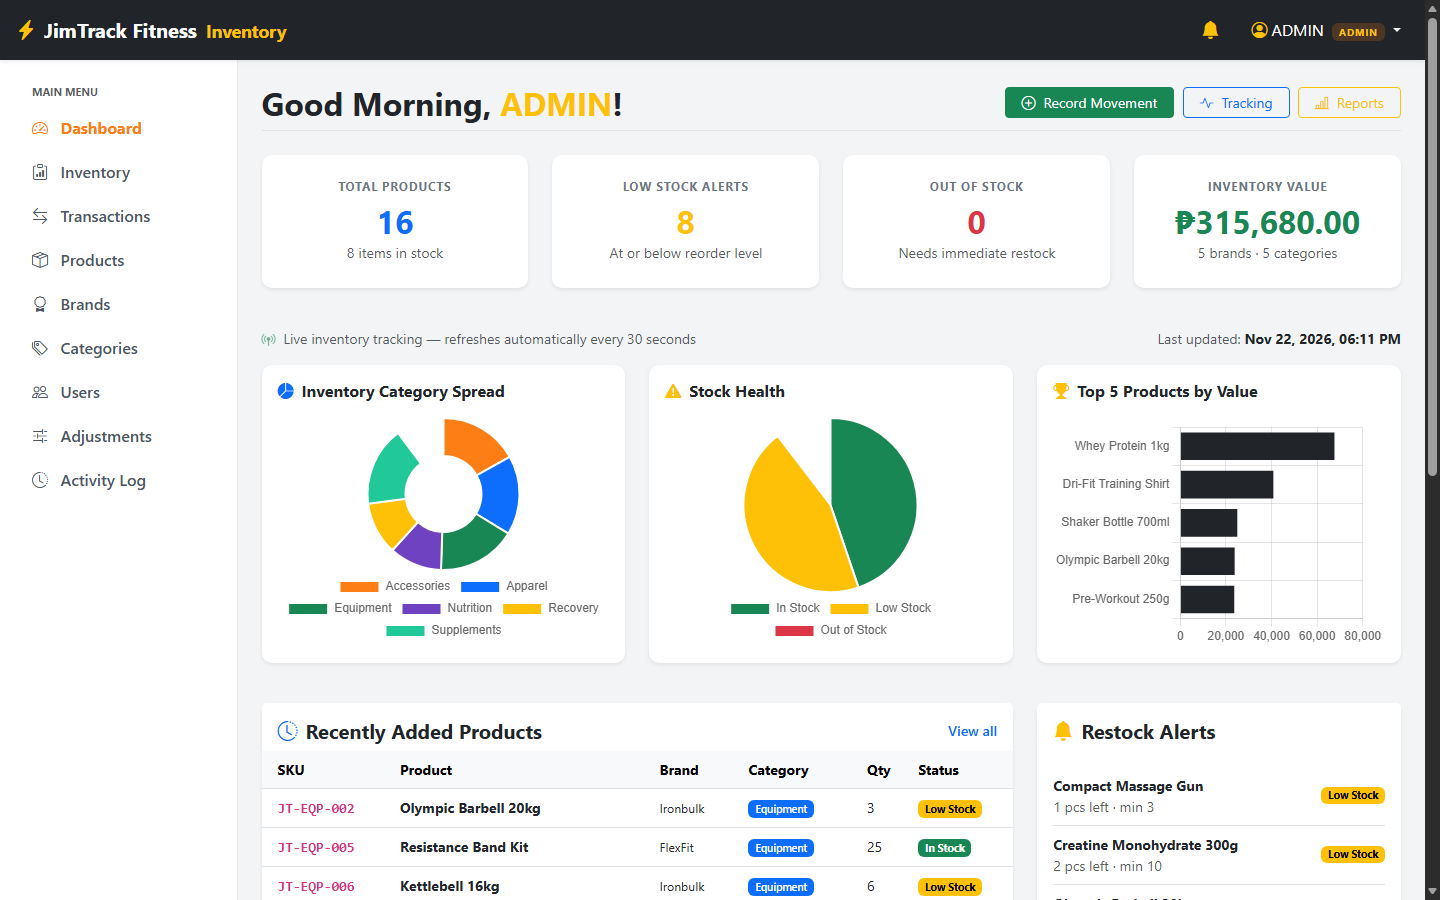 JimTrack Fitness Inventory
ADMIN ADMIN
MAIN MENU
Dashboard
Inventory
Transactions
Products
Brands
Categories
Users
Adjustments
Activity Log
Good Morning, ADMIN!
Record Movement
Tracking
Reports
TOTAL PRODUCTS
16
8 items in stock
LOW STOCK ALERTS
8
At or below reorder level
OUT OF STOCK
0
Needs immediate restock
INVENTORY VALUE
₱315,680.00
5 brands · 5 categories
Live inventory tracking — refreshes automatically every 30 seconds
Last updated: Nov 22, 2026, 06:11 PM
Inventory Category Spread
Accessories Apparel
Equipment Nutrition Recovery
Supplements
Stock Health
In Stock Low Stock
Out of Stock
Top 5 Products by Value
Whey Protein 1kg
Dri-Fit Training Shirt
Shaker Bottle 700ml
Olympic Barbell 20kg
Pre-Workout 250g
0 20,000 40,000 60,000 80,000
Recently Added Products
View all
SKU Product Brand Category Qty Status
JT-EQP-002 Olympic Barbell 20kg Ironbulk Equipment 3 Low Stock
JT-EQP-005 Resistance Band Kit FlexFit Equipment 25 In Stock
JT-EQP-006 Kettlebell 16kg Ironbulk Equipment 6 Low Stock
Restock Alerts
Compact Massage Gun
1 pcs left · min 3
Low Stock
Creatine Monohydrate 300g
2 pcs left · min 10
Low Stock